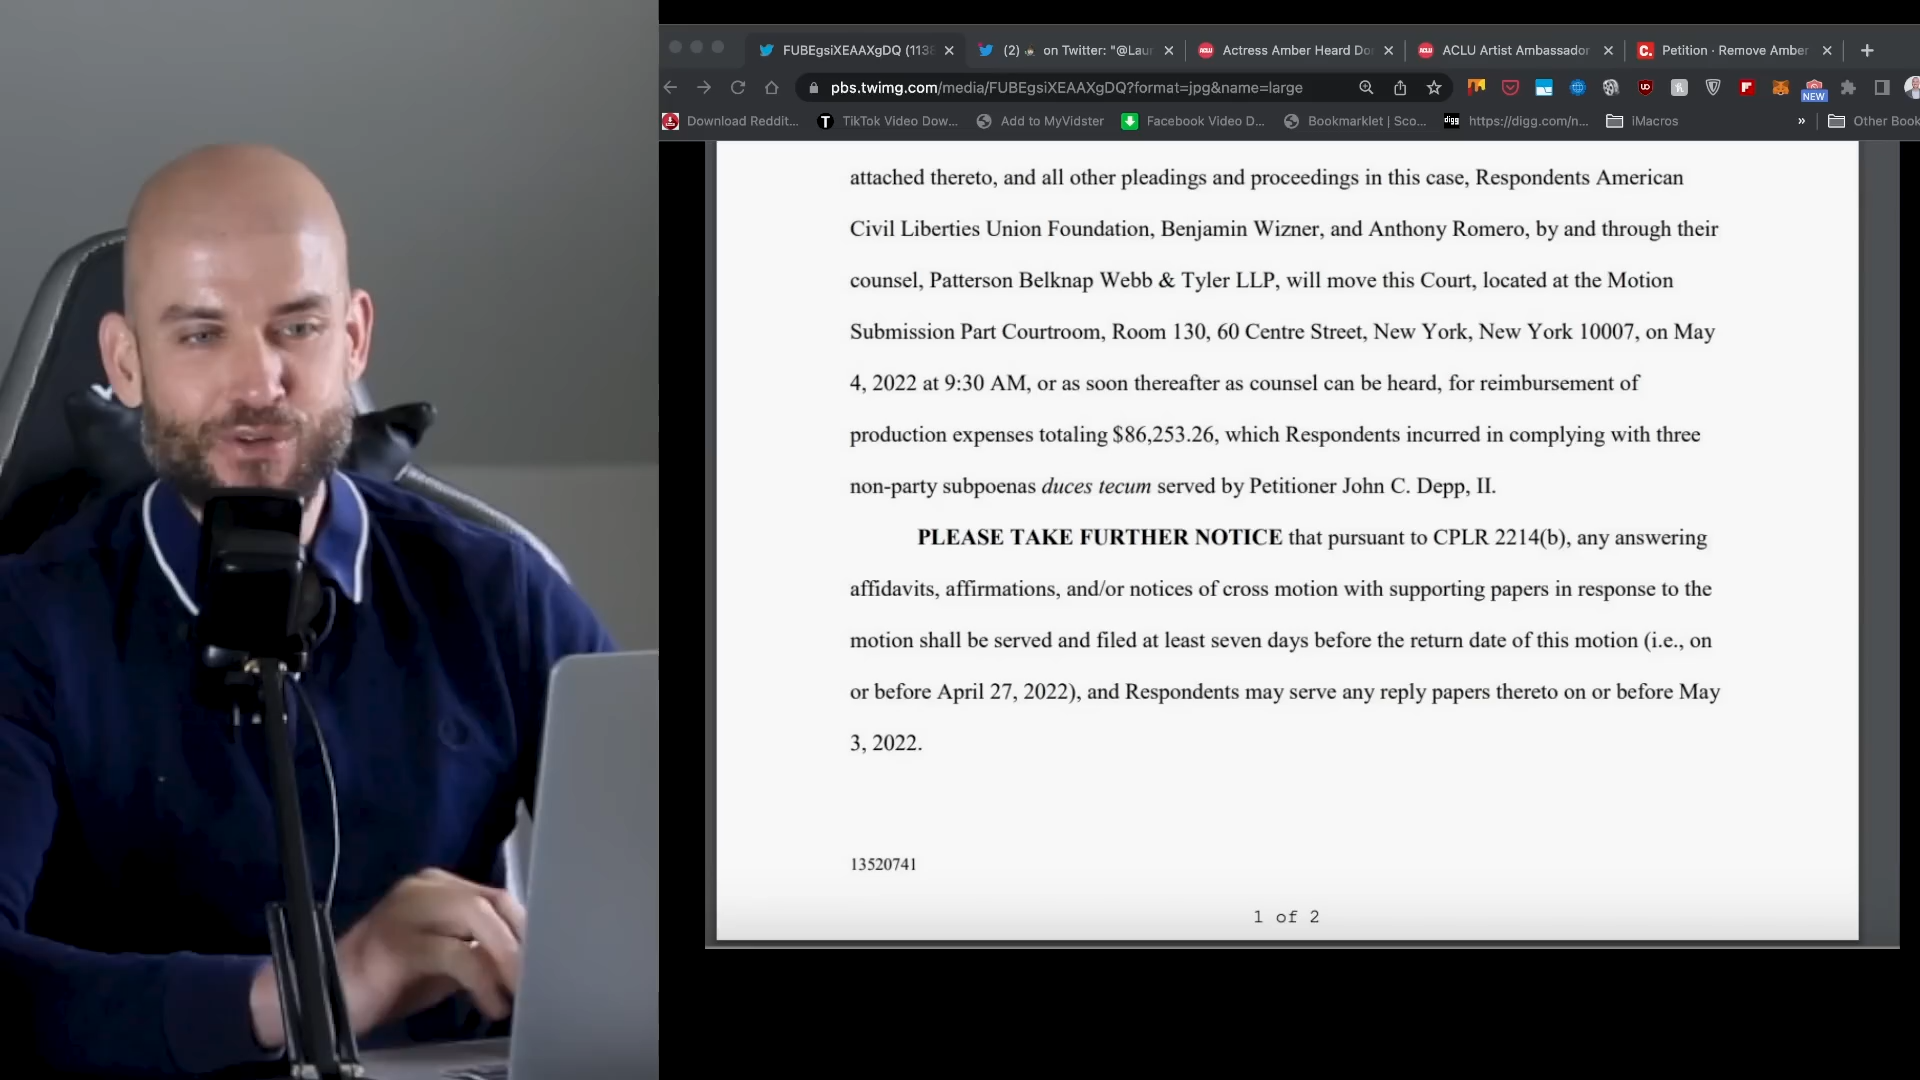 FUBEgsiXEAAXgDQ (1138
(2) on Twitter: "@Laur
Actress Amber Heard Don
ACLU Artist Ambassador
Petition · Remove Amber
pbs.twimg.com/media/FUBEgsiXEAAXgDQ?format=jpg&name=large
NEW
Download Reddit...
TikTok Video Dow...
Add to MyVidster
Facebook Video D...
Bookmarklet | Sco...
digg
https://digg.com/n...
iMacros
»
Other Book
attached thereto, and all other pleadings and proceedings in this case, Respondents American
Civil Liberties Union Foundation, Benjamin Wizner, and Anthony Romero, by and through their
counsel, Patterson Belknap Webb & Tyler LLP, will move this Court, located at the Motion
Submission Part Courtroom, Room 130, 60 Centre Street, New York, New York 10007, on May
4, 2022 at 9:30 AM, or as soon thereafter as counsel can be heard, for reimbursement of
production expenses totaling $86,253.26, which Respondents incurred in complying with three
non-party subpoenas duces tecum served by Petitioner John C. Depp, II.
PLEASE TAKE FURTHER NOTICE that pursuant to CPLR 2214(b), any answering
affidavits, affirmations, and/or notices of cross motion with supporting papers in response to the
motion shall be served and filed at least seven days before the return date of this motion (i.e., on
or before April 27, 2022), and Respondents may serve any reply papers thereto on or before May
3, 2022.
13520741
1 of 2